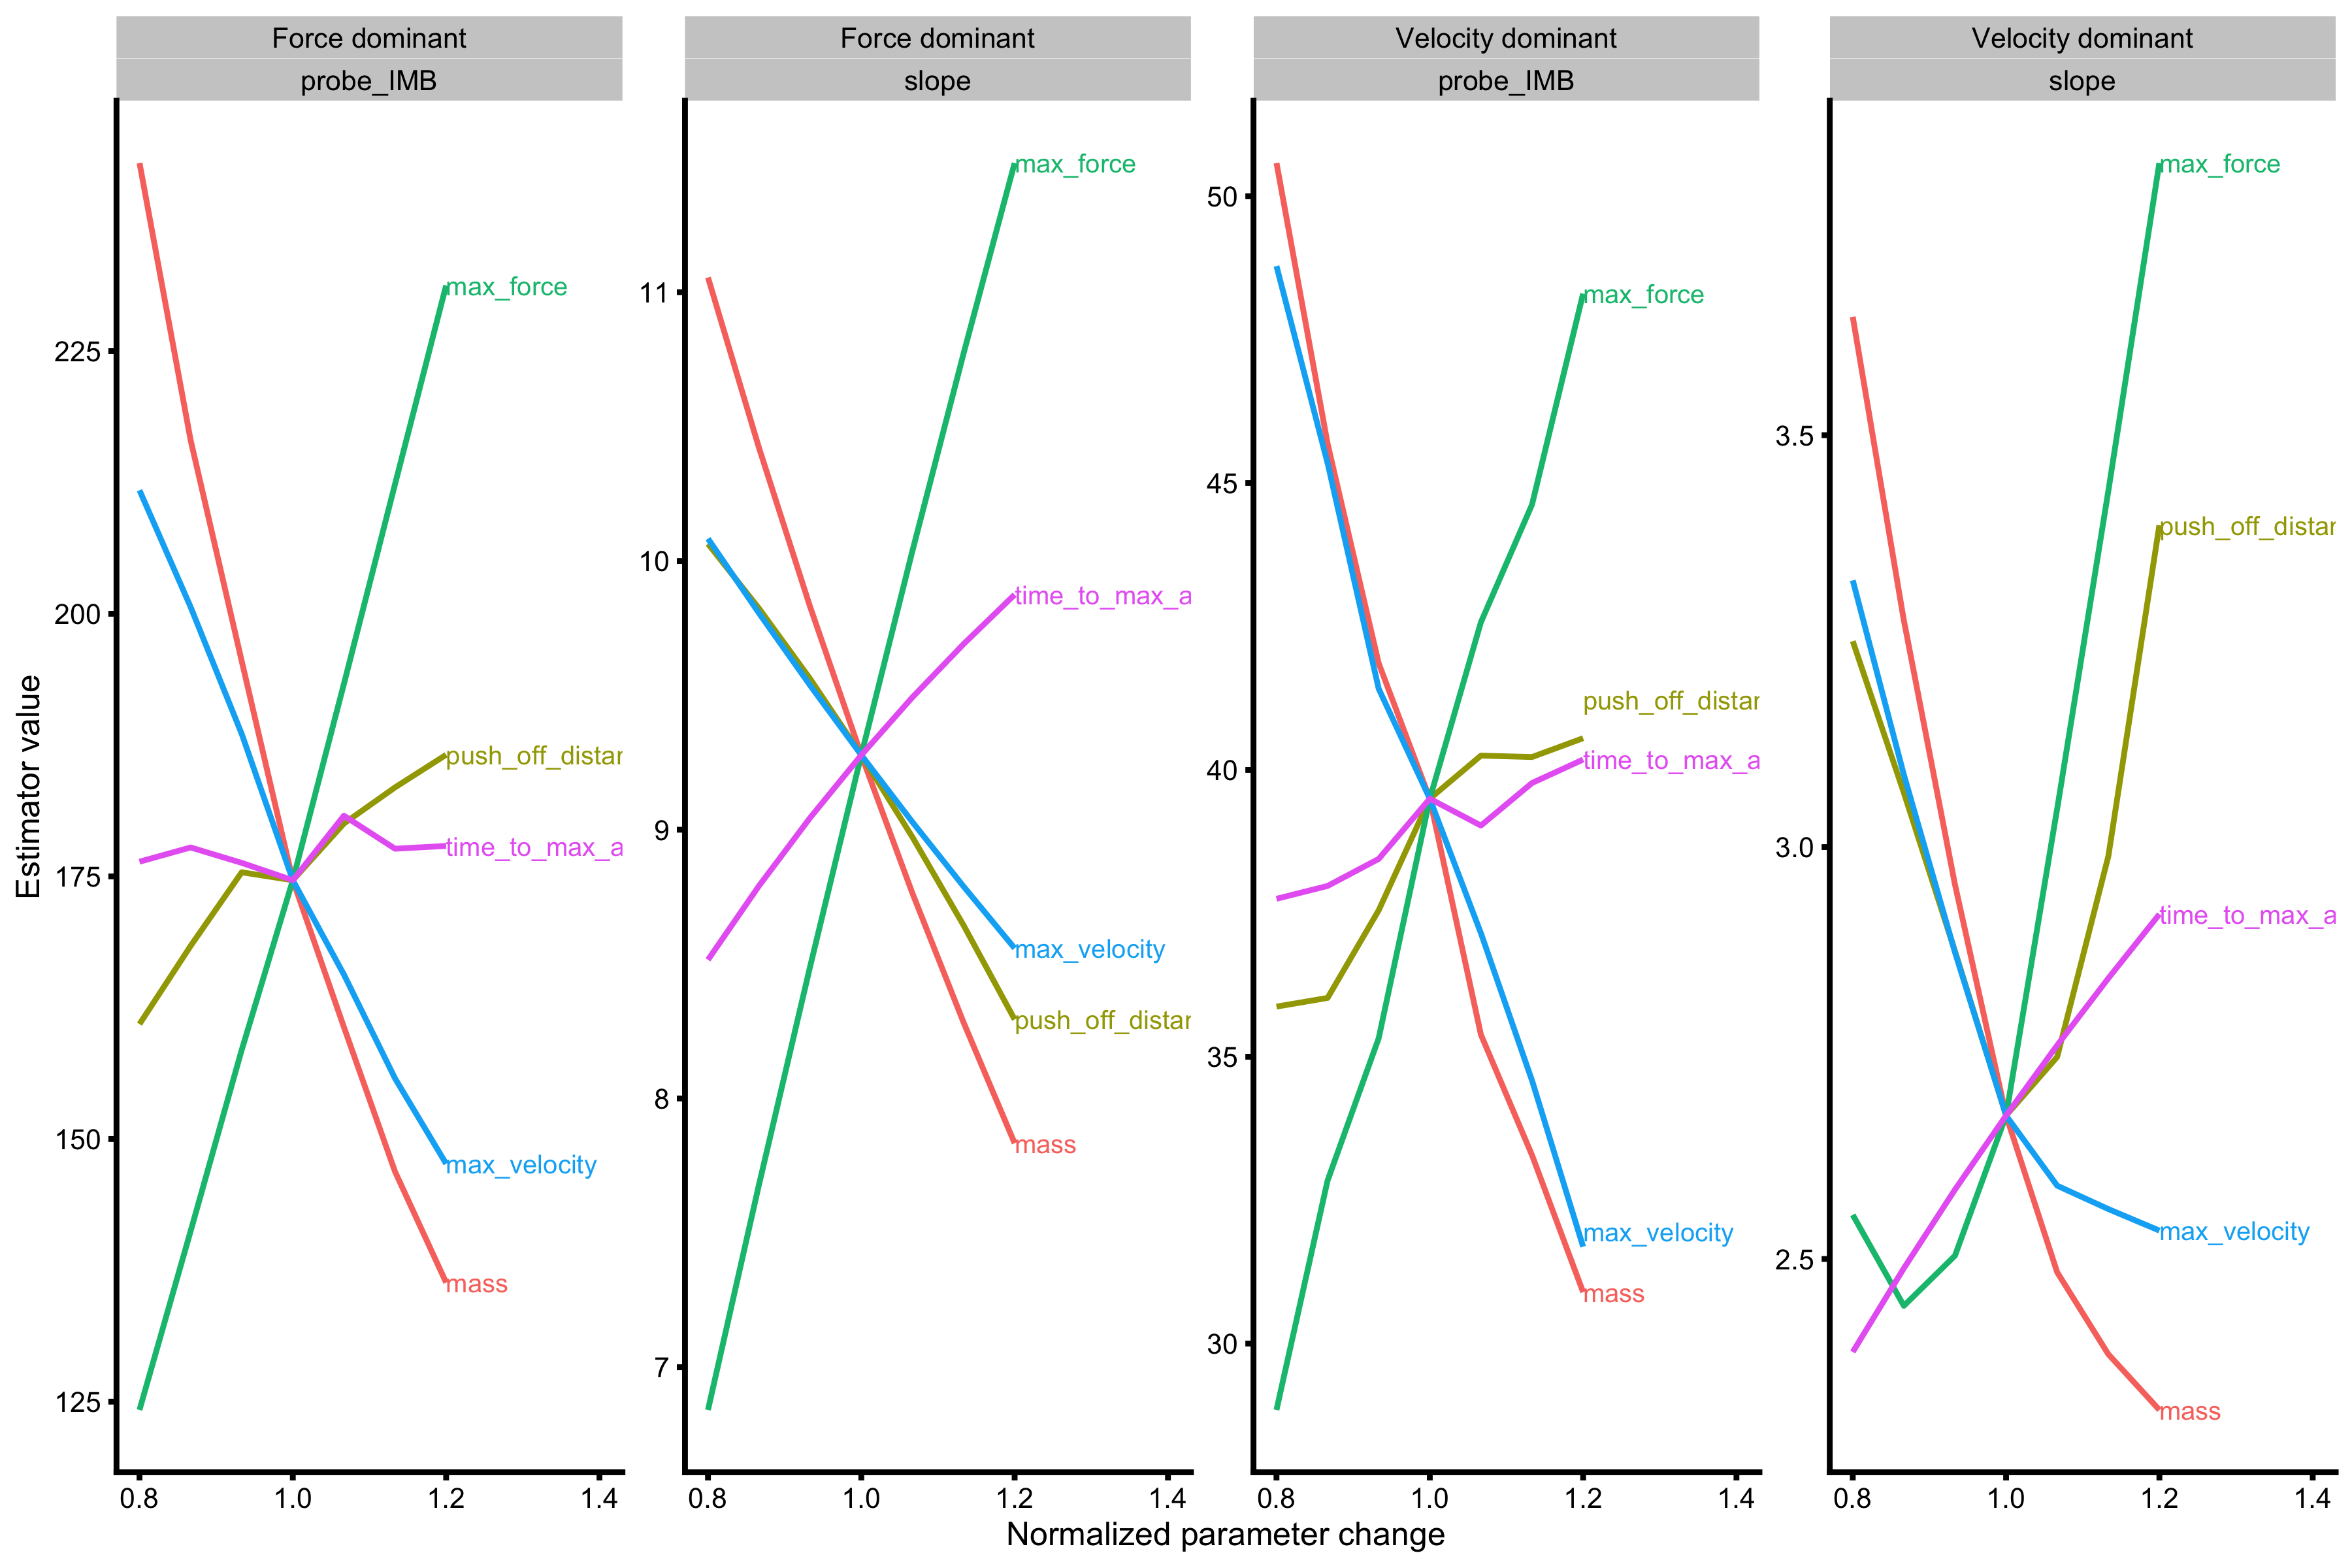 Force dominant
probe_IMB
Force dominant
slope
Velocity dominant
probe_IMB
Velocity dominant
slope
Estimator value
225
200
175
150
125
max_force
push_off_distan
time_to_max_a
max_velocity
mass
0.8 1.0 1.2 1.4
11
10
9
8
7
max_force
time_to_max_a
max_velocity
push_off_distan
mass
0.8 1.0 1.2 1.4
50
45
40
35
30
max_force
push_off_distan
time_to_max_a
max_velocity
mass
0.8 1.0 1.2 1.4
3.5
3.0
2.5
max_force
push_off_distan
time_to_max_a
max_velocity
mass
0.8 1.0 1.2 1.4
Normalized parameter change